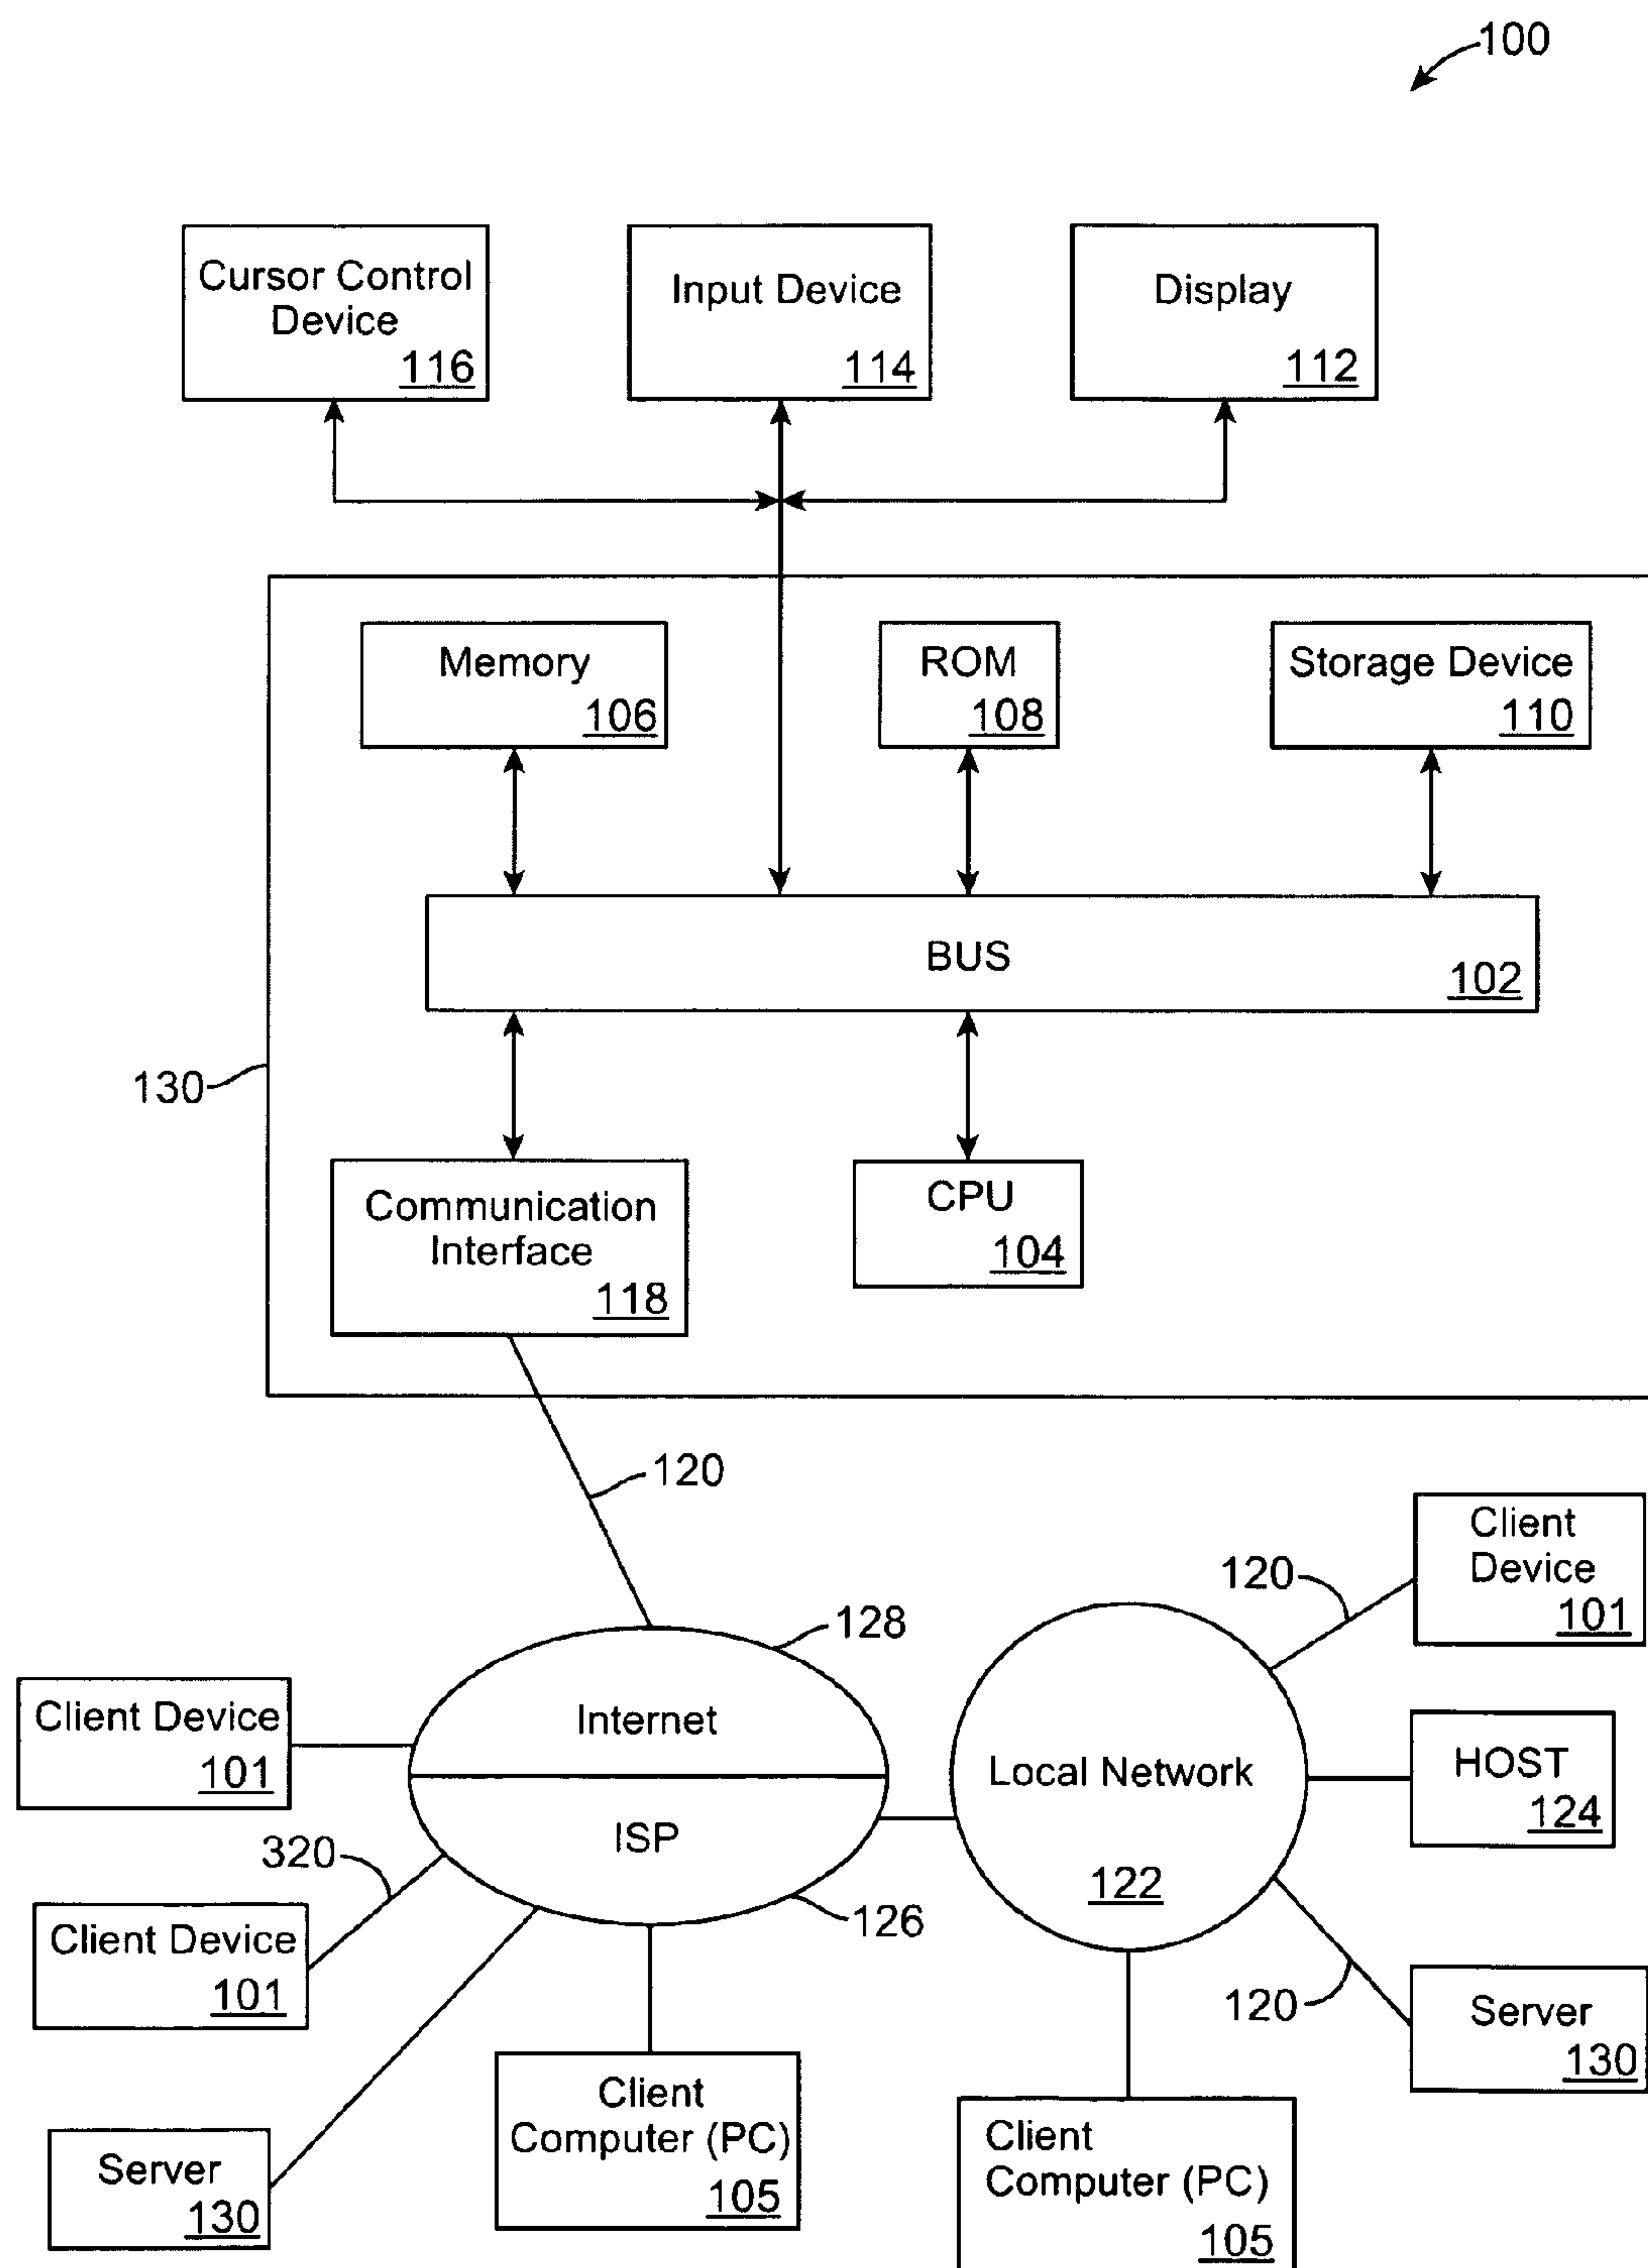 100
Cursor Control
Device
116
Input Device
114
Display
112
Memory
106
ROM
108
Storage Device
110
BUS
102
130
Communication
Interface
118
CPU
104
120
Client
Device
101
120
128
Internet
Client Device
101
Local Network
122
HOST
124
ISP
320
126
Client Device
101
120
Server
130
Client
Computer (PC)
105
Client
Computer (PC)
105
Server
130